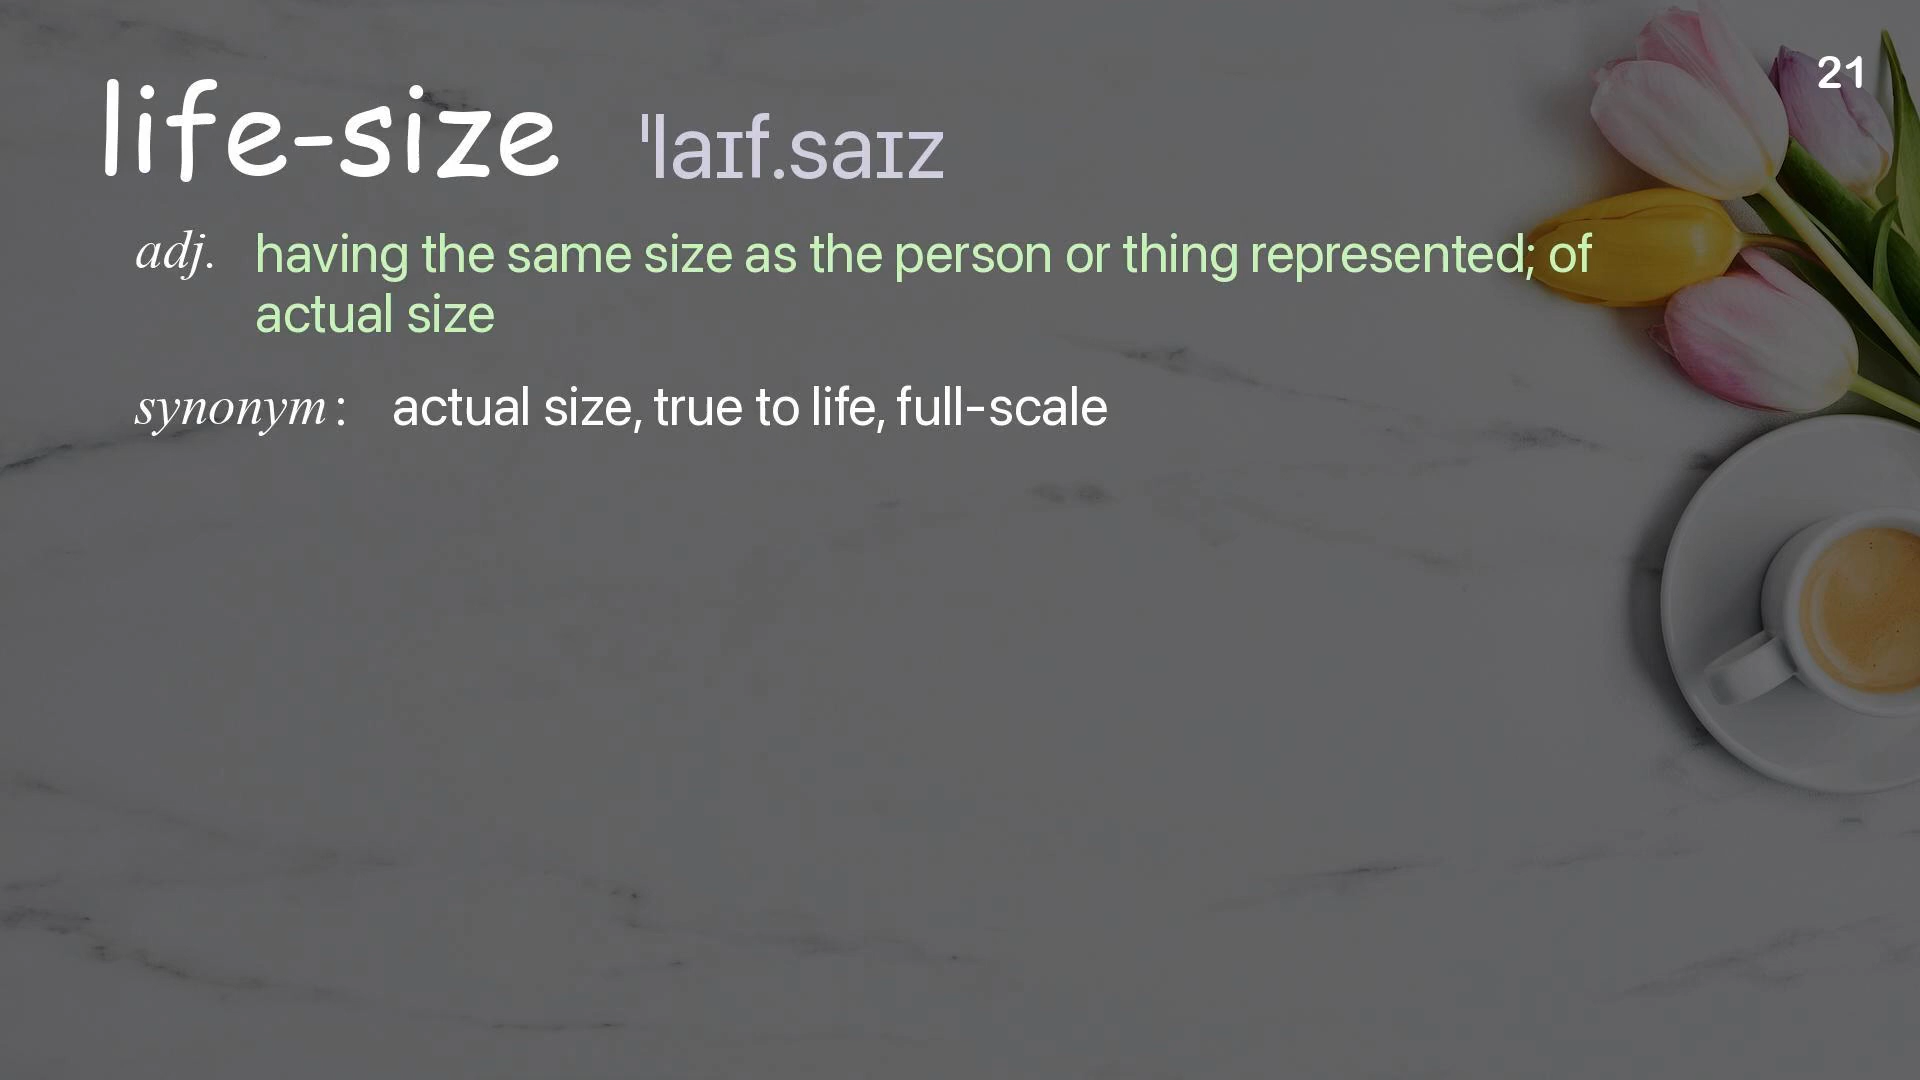 21
life-size ˈlaɪf.saɪz
adj. having the same size as the person or thing represented; of
actual size
synonym : actual size, true to life, full-scale